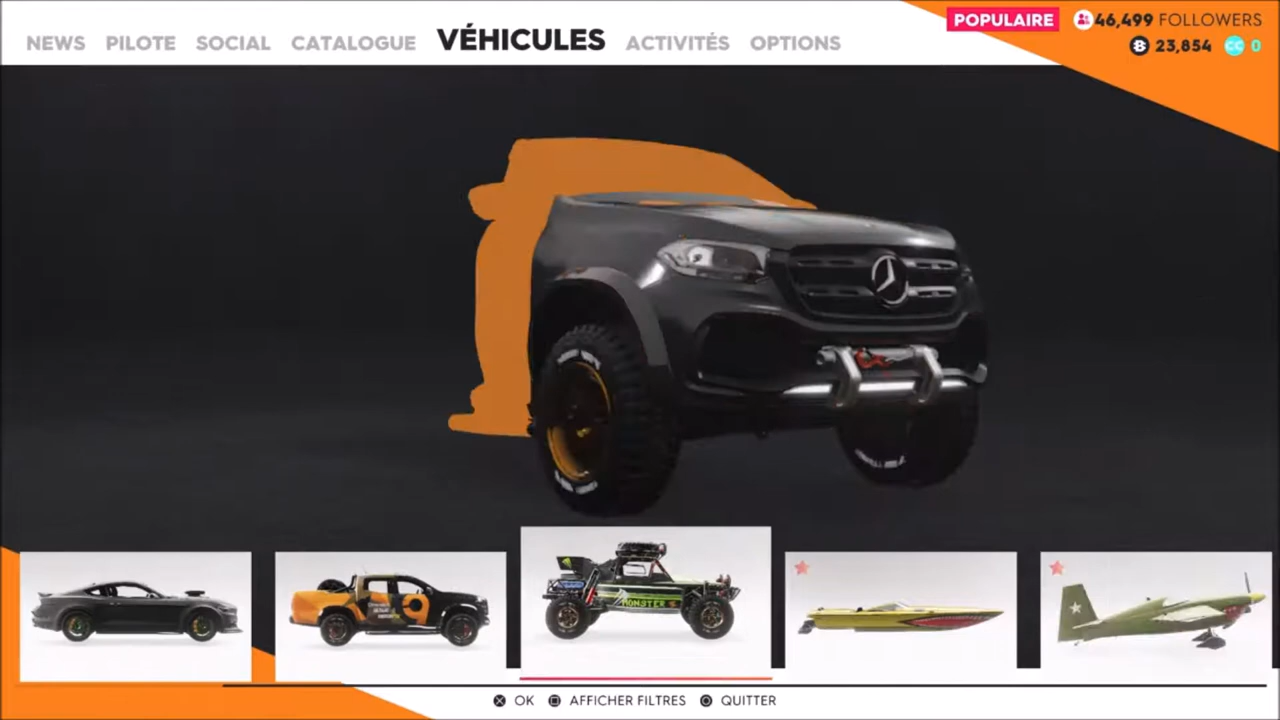 NEWS PILOTE SOCIAL CATALOGUE VÉHICULES ACTIVITÉS OPTIONS
POPULAIRE 46,499 FOLLOWERS
23,854 CC 0
MONSTER
OK AFFICHER FILTRES QUITTER